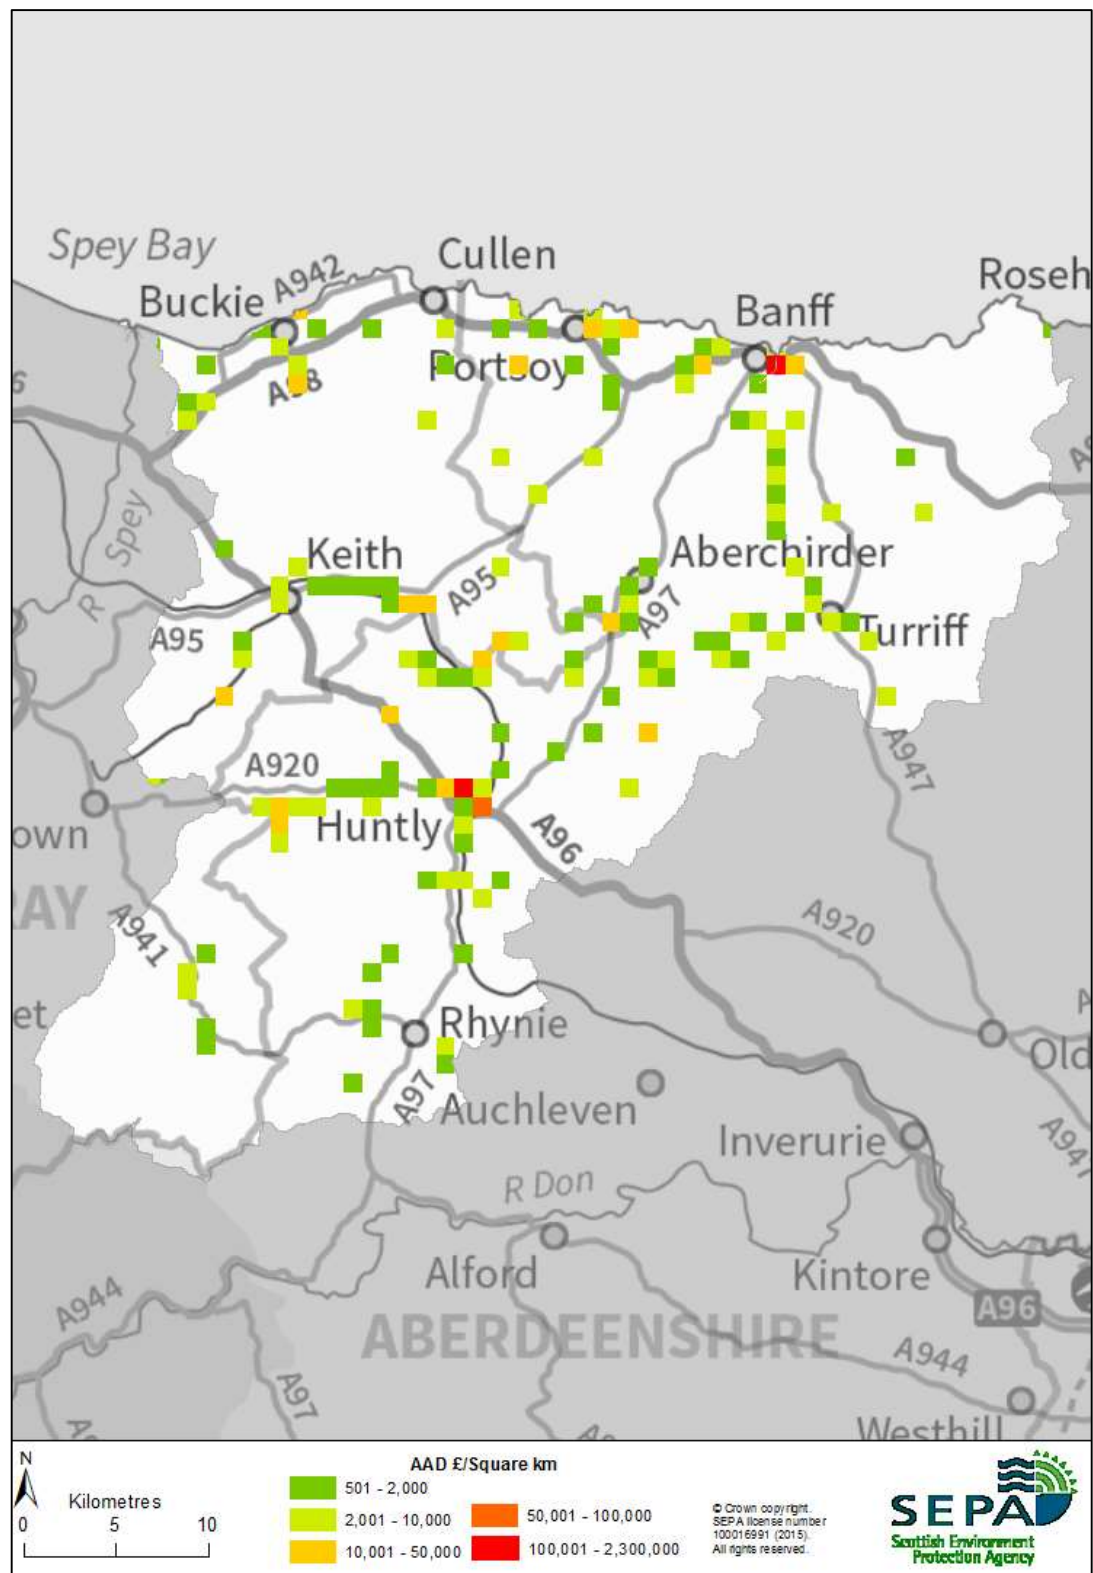 Spey Bay
Cullen
A942
Buckie
Roseh
Banff
Portsoy
A98
6
Spey
R
Keith
Aberchirder
A95
A97
A95
Turriff
A920
A947
Huntly
A96
own
RAY
A941
A920
et
Rhynie
Old
A97
Auchleven
Inverurie
A947
R Don
Alford
Kintore
A944
A96
ABERDEENSHIRE
A944
A97
Westhill
N
Kilometres
0 5 10
AAD £/Square km
501 - 2,000
2,001 - 10,000
10,001 - 50,000
50,001 - 100,000
100,001 - 2,300,000
© Crown copyright.
SEPA license number
100016991 (2015).
All rights reserved.
SEPA
Scottish Environment
Protection Agency